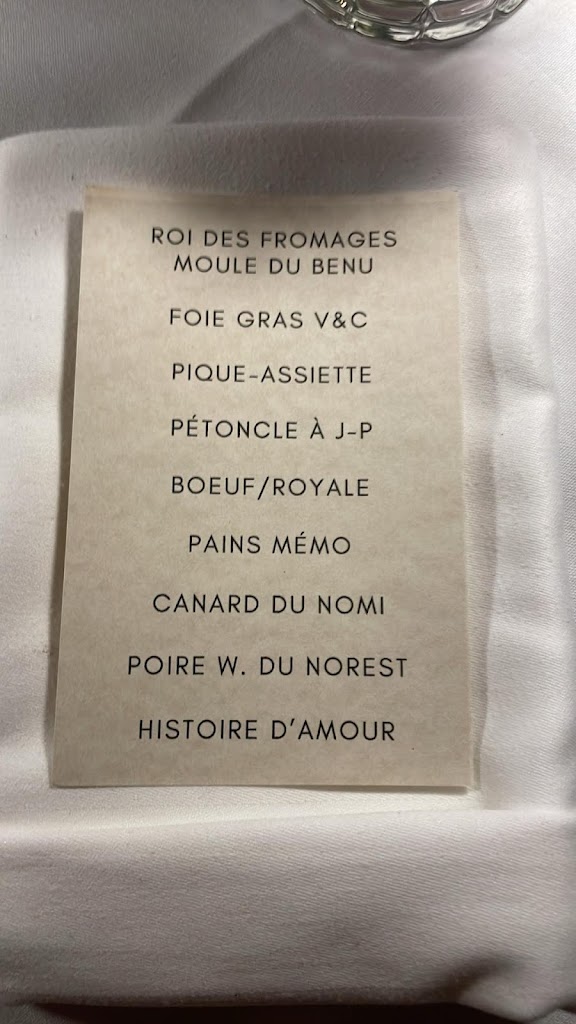 ROI DES FROMAGES
MOULE DU BENU
FOIE GRAS V&C
PIQUE-ASSIETTE
PÉTONCLE À J-P
BOEUF/ROYALE
PAINS MÉMO
CANARD DU NOMI
POIRE W. DU NOREST
HISTOIRE D'AMOUR